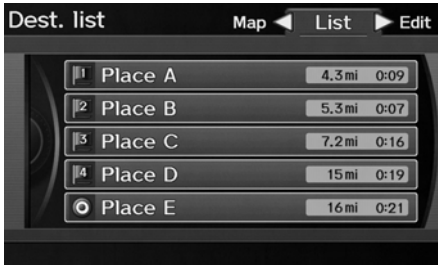 Dest. list Map List Edit
1 Place A 4.3mi 0:09
2 Place B 5.3mi 0:07
3 Place C 7.2mi 0:16
4 Place D 15mi 0:19
Place E 16mi 0:21